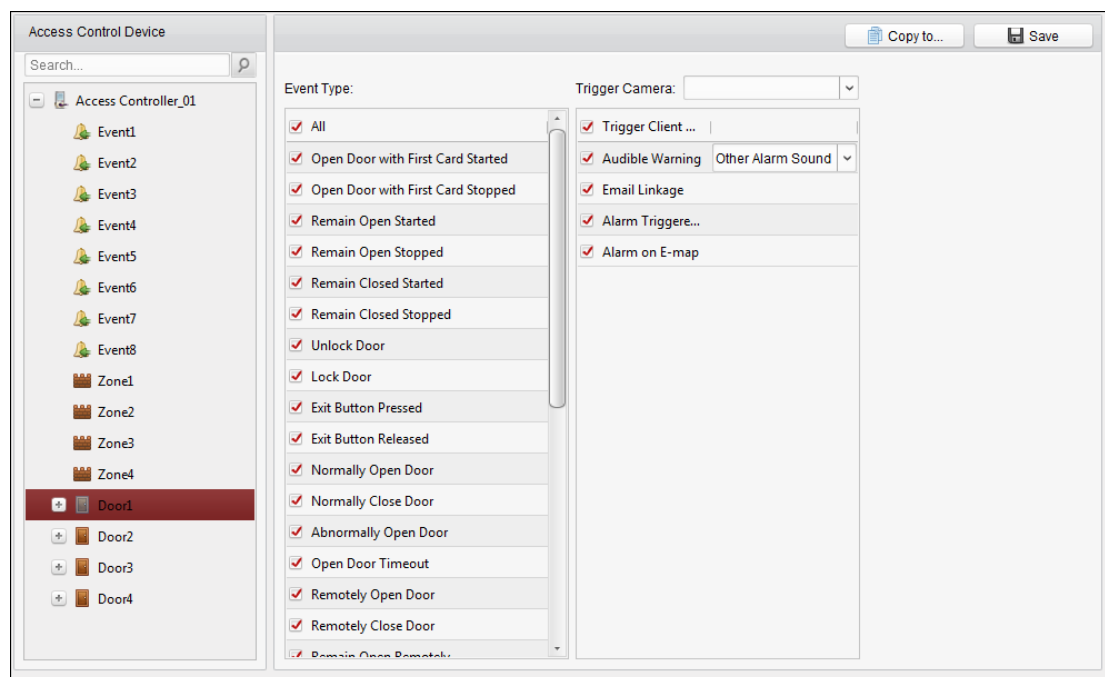 Access Control Device
Copy to...
Save
Search...
Access Controller_01
Event1
Event2
Event3
Event4
Event5
Event6
Event7
Event8
Zone1
Zone2
Zone3
Zone4
Door1
Door2
Door3
Door4
Event Type:
All
Open Door with First Card Started
Open Door with First Card Stopped
Remain Open Started
Remain Open Stopped
Remain Closed Started
Remain Closed Stopped
Unlock Door
Lock Door
Exit Button Pressed
Exit Button Released
Normally Open Door
Normally Close Door
Abnormally Open Door
Open Door Timeout
Remotely Open Door
Remotely Close Door
Remain Open Remotely
Trigger Camera:
Trigger Client ...
Audible Warning Other Alarm Sound
Email Linkage
Alarm Triggere...
Alarm on E-map